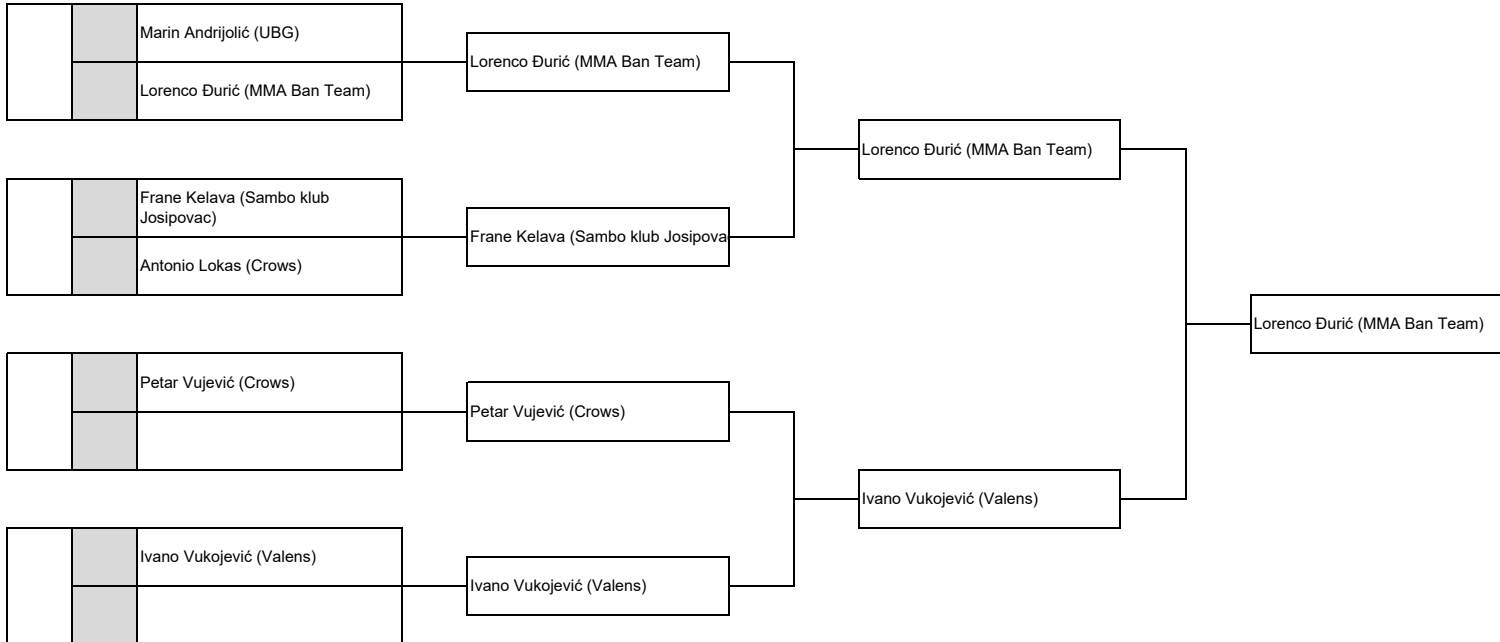 Marin Andrijolić (UBG)
Lorenco Đurić (MMA Ban Team)
Lorenco Đurić (MMA Ban Team)
Lorenco Đurić (MMA Ban Team)
Frane Kelava (Sambo klub
Josipovac)
Frane Kelava (Sambo klub Josipova
Antonio Lokas (Crows)
Lorenco Đurić (MMA Ban Team)
Petar Vujević (Crows)
Petar Vujević (Crows)
Ivano Vukojević (Valens)
Ivano Vukojević (Valens)
Ivano Vukojević (Valens)